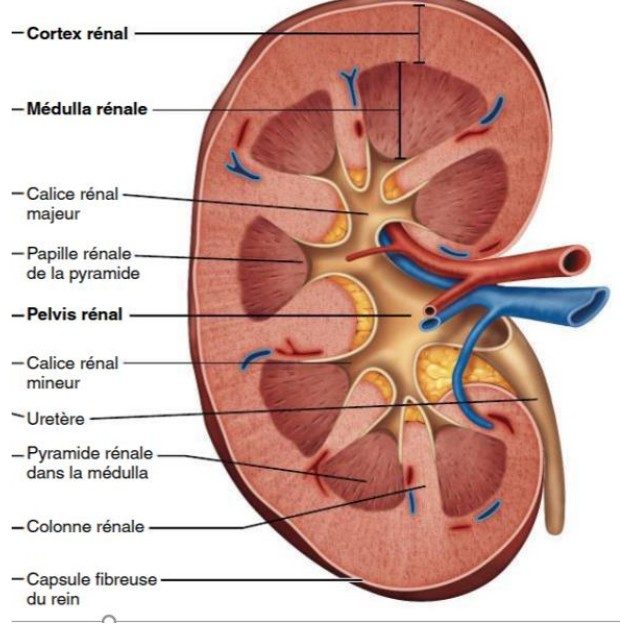 Cortex rénal
Médulla rénale
Calice rénal
majeur
Papille rénale
de la pyramide
Pelvis rénal
Calice rénal
mineur
Uretère
Pyramide rénale
dans la médulla
Colonne rénale
Capsule fibreuse
du rein